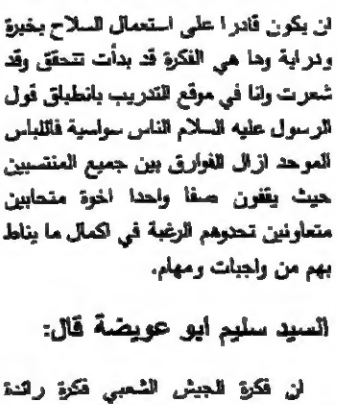 لن يكون قادرا على استعمال السلاح بخبرة
ودراية وها هي الفكرة قد بدأت تتحقق وقد
شعرت وانا في موقع التدريب بانطباق قول
الرسول عليه السلام الناس سواسية فاللباس
الموحد ازال الفوارق بين جميع المنتسبين
حيث يقفون صفا واحدا اخوة متحابين
متعاونين تحدوهم الرغبة في اكمال ما يناط
بهم من واجبات ومهام.
السيد سليم ابو عويضة قال:
ان فكرة الجيش الشعبي فكرة رائدة